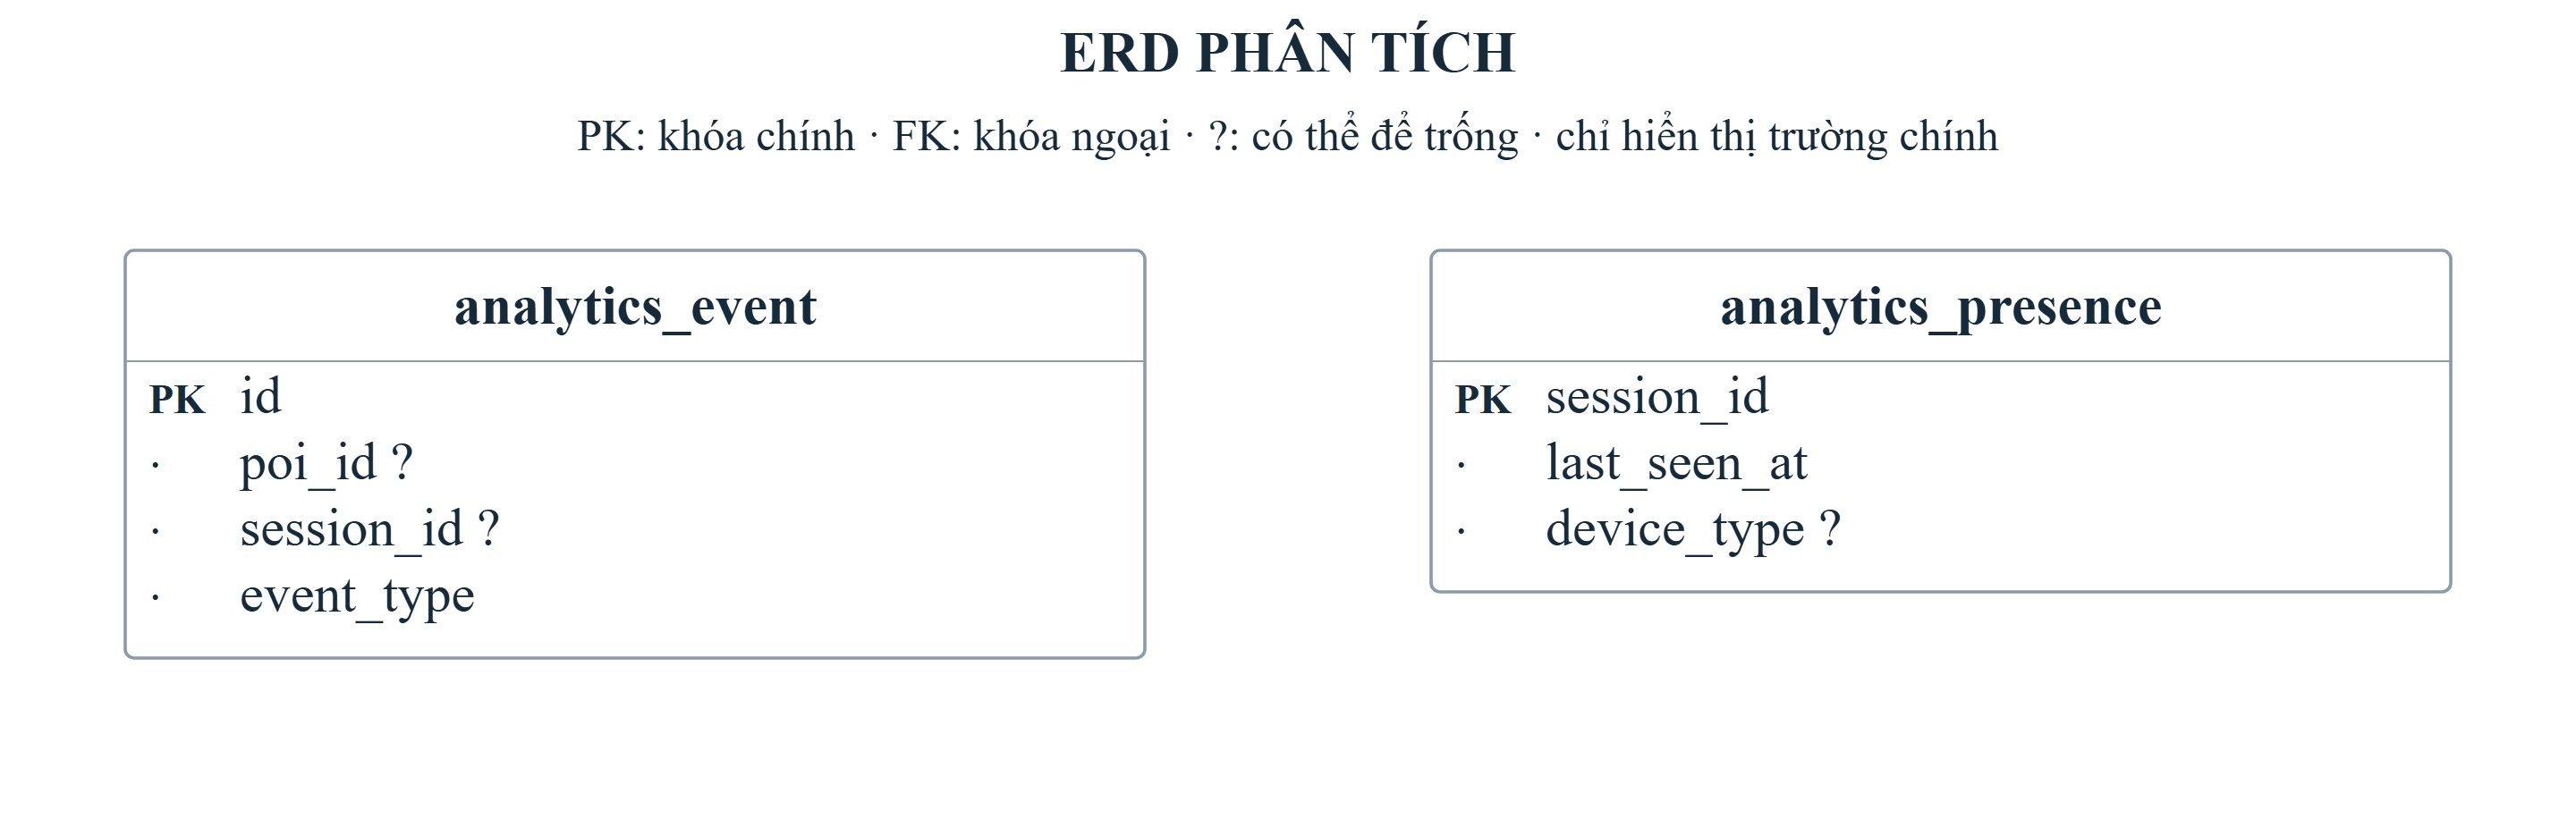 ERD PHÂN TÍCH
PK: khóa chính · FK: khóa ngoại · ?: có thể để trống · chỉ hiển thị trường chính
analytics_event
PK id
· poi_id ?
· session_id ?
· event_type
analytics_presence
PK session_id
· last_seen_at
· device_type ?